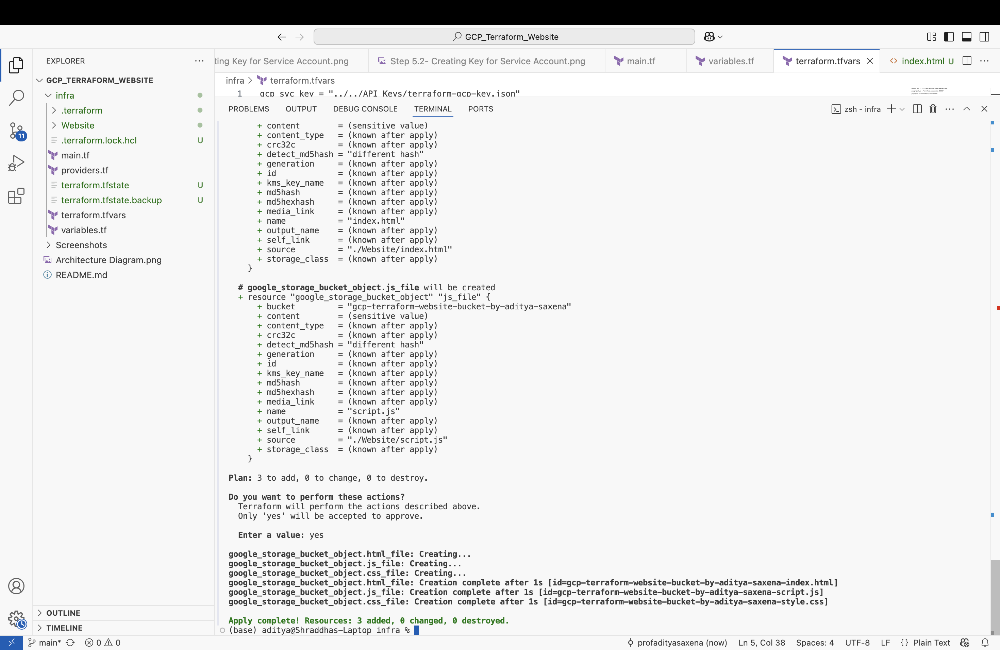 GCP_Terraform_Website
EXPLORER
ting Key for Service Account.png
Step 5.2- Creating Key for Service Account.png
main.tf
variables.tf
terraform.tfvars
index.html U
GCP_TERRAFORM_WEBSITE
infra
.terraform
Website
.terraform.lock.hcl U
main.tf
providers.tf
terraform.tfstate U
terraform.tfstate.backup U
terraform.tfvars
variables.tf
Screenshots
Architecture Diagram.png
README.md
11
OUTLINE
TIMELINE
infra > terraform.tfvars
1 gcp_svc_key = "../../API Keys/terraform-gcp-key.json"
PROBLEMS OUTPUT DEBUG CONSOLE TERMINAL PORTS
zsh - infra
+ content = (sensitive value)
+ content_type = (known after apply)
+ crc32c = (known after apply)
+ detect_md5hash = "different hash"
+ generation = (known after apply)
+ id = (known after apply)
+ kms_key_name = (known after apply)
+ md5hash = (known after apply)
+ md5hexhash = (known after apply)
+ media_link = (known after apply)
+ name = "index.html"
+ output_name = (known after apply)
+ self_link = (known after apply)
+ source = "./Website/index.html"
+ storage_class = (known after apply)
}
# google_storage_bucket_object.js_file will be created
+ resource "google_storage_bucket_object" "js_file" {
+ bucket = "gcp-terraform-website-bucket-by-aditya-saxena"
+ content = (sensitive value)
+ content_type = (known after apply)
+ crc32c = (known after apply)
+ detect_md5hash = "different hash"
+ generation = (known after apply)
+ id = (known after apply)
+ kms_key_name = (known after apply)
+ md5hash = (known after apply)
+ md5hexhash = (known after apply)
+ media_link = (known after apply)
+ name = "script.js"
+ output_name = (known after apply)
+ self_link = (known after apply)
+ source = "./Website/script.js"
+ storage_class = (known after apply)
}
Plan: 3 to add, 0 to change, 0 to destroy.
Do you want to perform these actions?
Terraform will perform the actions described above.
Only 'yes' will be accepted to approve.
Enter a value: yes
google_storage_bucket_object.html_file: Creating...
google_storage_bucket_object.js_file: Creating...
google_storage_bucket_object.css_file: Creating...
google_storage_bucket_object.html_file: Creation complete after 1s [id=gcp-terraform-website-bucket-by-aditya-saxena-index.html]
google_storage_bucket_object.js_file: Creation complete after 1s [id=gcp-terraform-website-bucket-by-aditya-saxena-script.js]
google_storage_bucket_object.css_file: Creation complete after 1s [id=gcp-terraform-website-bucket-by-aditya-saxena-style.css]
Apply complete! Resources: 3 added, 0 changed, 0 destroyed.
(base) aditya@Shraddhas-Laptop infra %
main* 0 0
profadityasaxena (now) Ln 5, Col 38 Spaces: 4 UTF-8 LF {} Plain Text